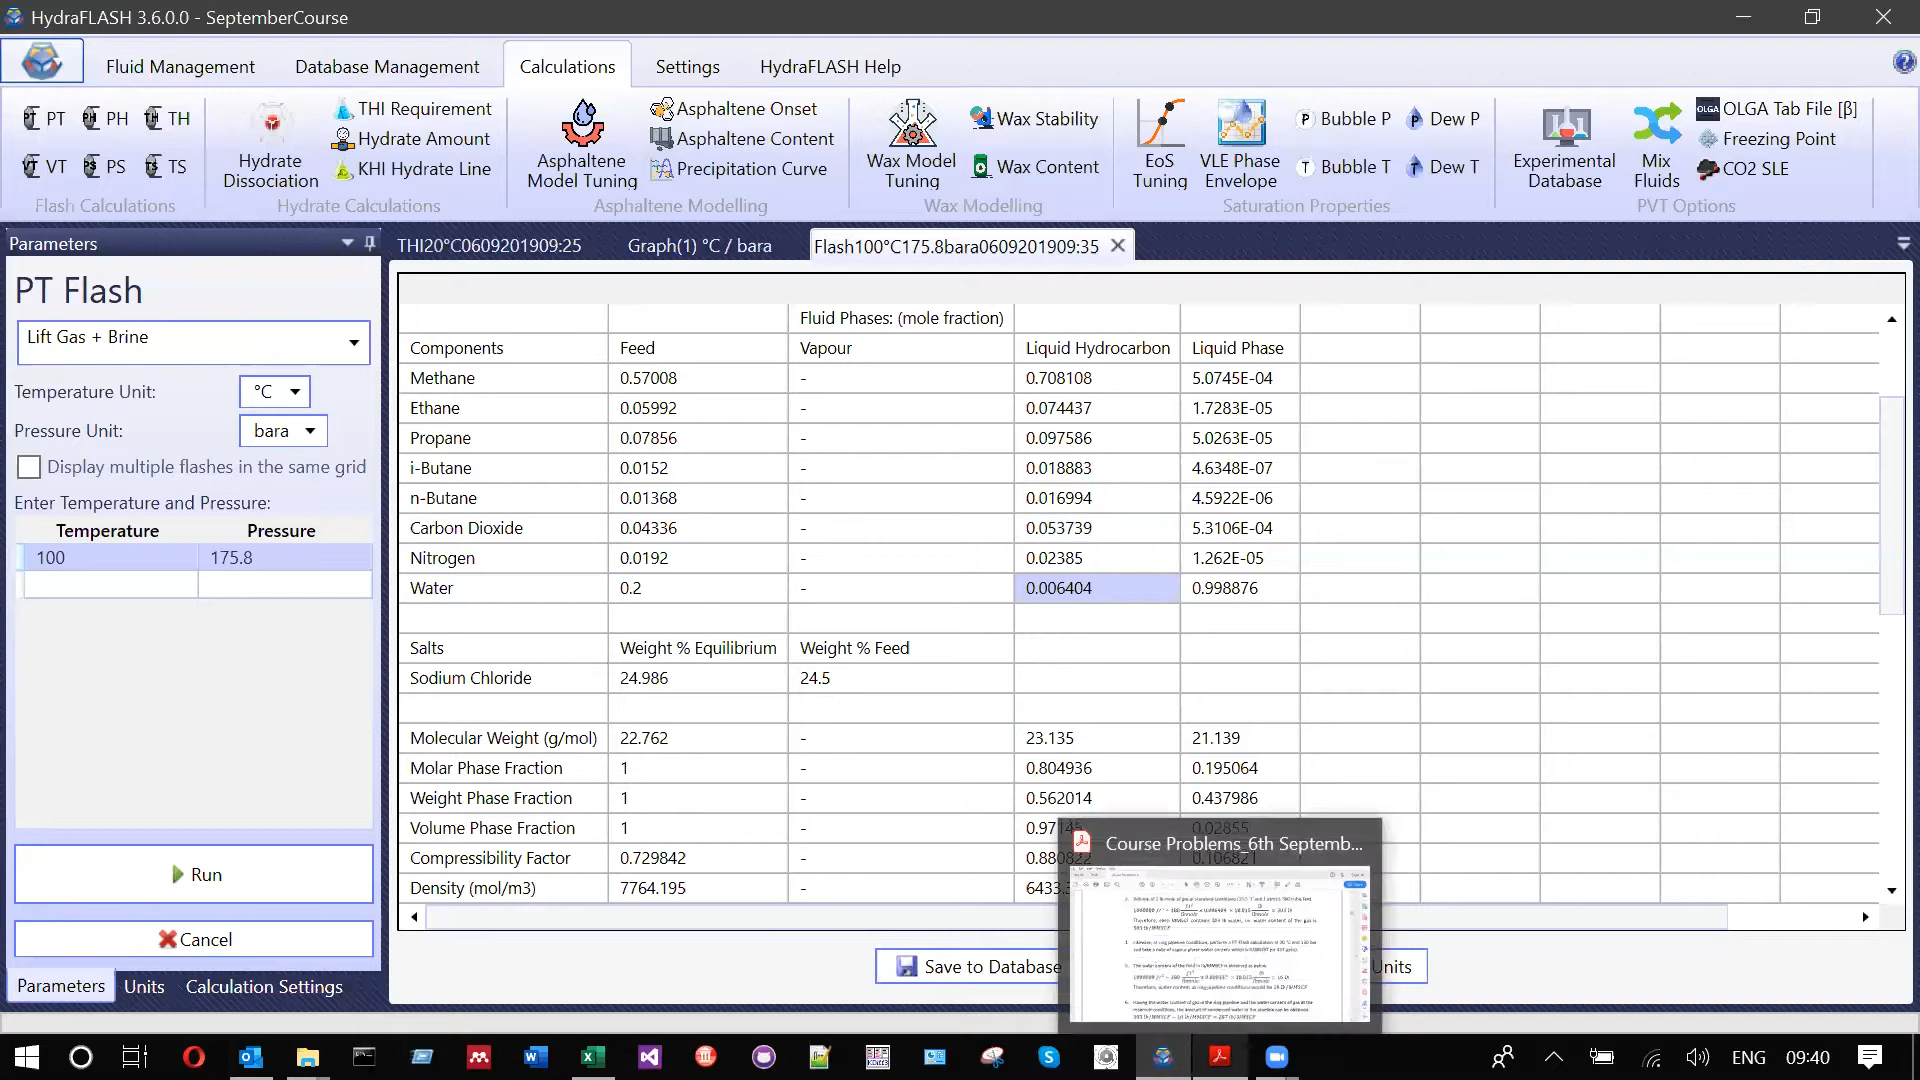 HydraFLASH 3.6.0.0 - SeptemberCourse
Fluid Management
Database Management
Calculations
Settings
HydraFLASH Help
PT
PH
TH
VT
PS
TS
Flash Calculations
Hydrate
Dissociation
THI Requirement
Hydrate Amount
KHI Hydrate Line
Hydrate Calculations
Asphaltene
Model Tuning
Asphaltene Onset
Asphaltene Content
Precipitation Curve
Asphaltene Modelling
Wax Model
Tuning
Wax Stability
Wax Content
Wax Modelling
EoS
Tuning
VLE Phase
Envelope
Bubble P
Dew P
Bubble T
Dew T
Saturation Properties
Experimental
Database
Mix
Fluids
OLGA Tab File [β]
Freezing Point
CO2 SLE
PVT Options
Parameters
PT Flash
Lift Gas + Brine
Temperature Unit: °C
Pressure Unit: bara
Display multiple flashes in the same grid
Enter Temperature and Pressure:
Temperature Pressure
100 175.8
Run
Cancel
Parameters Units Calculation Settings
THI20°C0609201909:25
Graph(1) °C / bara
Flash100°C175.8bara0609201909:35
Fluid Phases: (mole fraction)
Components Feed Vapour Liquid Hydrocarbon Liquid Phase
Methane 0.57008 - 0.708108 5.0745E-04
Ethane 0.05992 - 0.074437 1.7283E-05
Propane 0.07856 - 0.097586 5.0263E-05
i-Butane 0.0152 - 0.018883 4.6348E-07
n-Butane 0.01368 - 0.016994 4.5922E-06
Carbon Dioxide 0.04336 - 0.053739 5.3106E-04
Nitrogen 0.0192 - 0.02385 1.262E-05
Water 0.2 - 0.006404 0.998876
Salts Weight % Equilibrium Weight % Feed
Sodium Chloride 24.986 24.5
Molecular Weight (g/mol) 22.762 - 23.135 21.139
Molar Phase Fraction 1 - 0.804936 0.195064
Weight Phase Fraction 1 - 0.562014 0.437986
Volume Phase Fraction 1 - 0.97145 0.02855
Compressibility Factor 0.729842 - 0.880822 0.106821
Density (mol/m3) 7764.195 - 6433.
Course Problems_6th Septemb...
Save to Database
Units
ENG 09:40